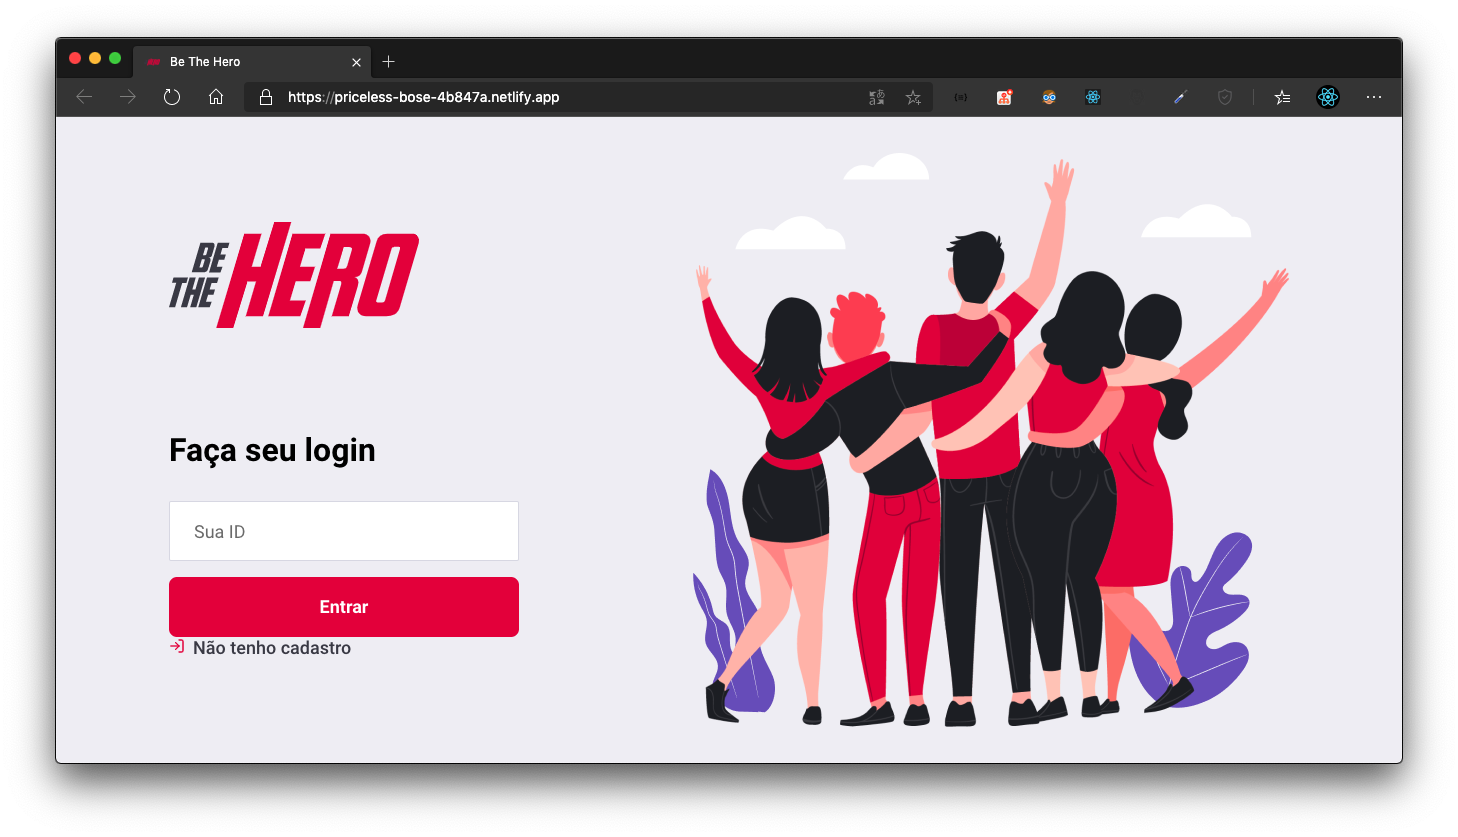 Be The Hero
https://priceless-bose-4b847a.netlify.app
BE
THE
HERO
Faça seu login
Sua ID
Entrar
Não tenho cadastro